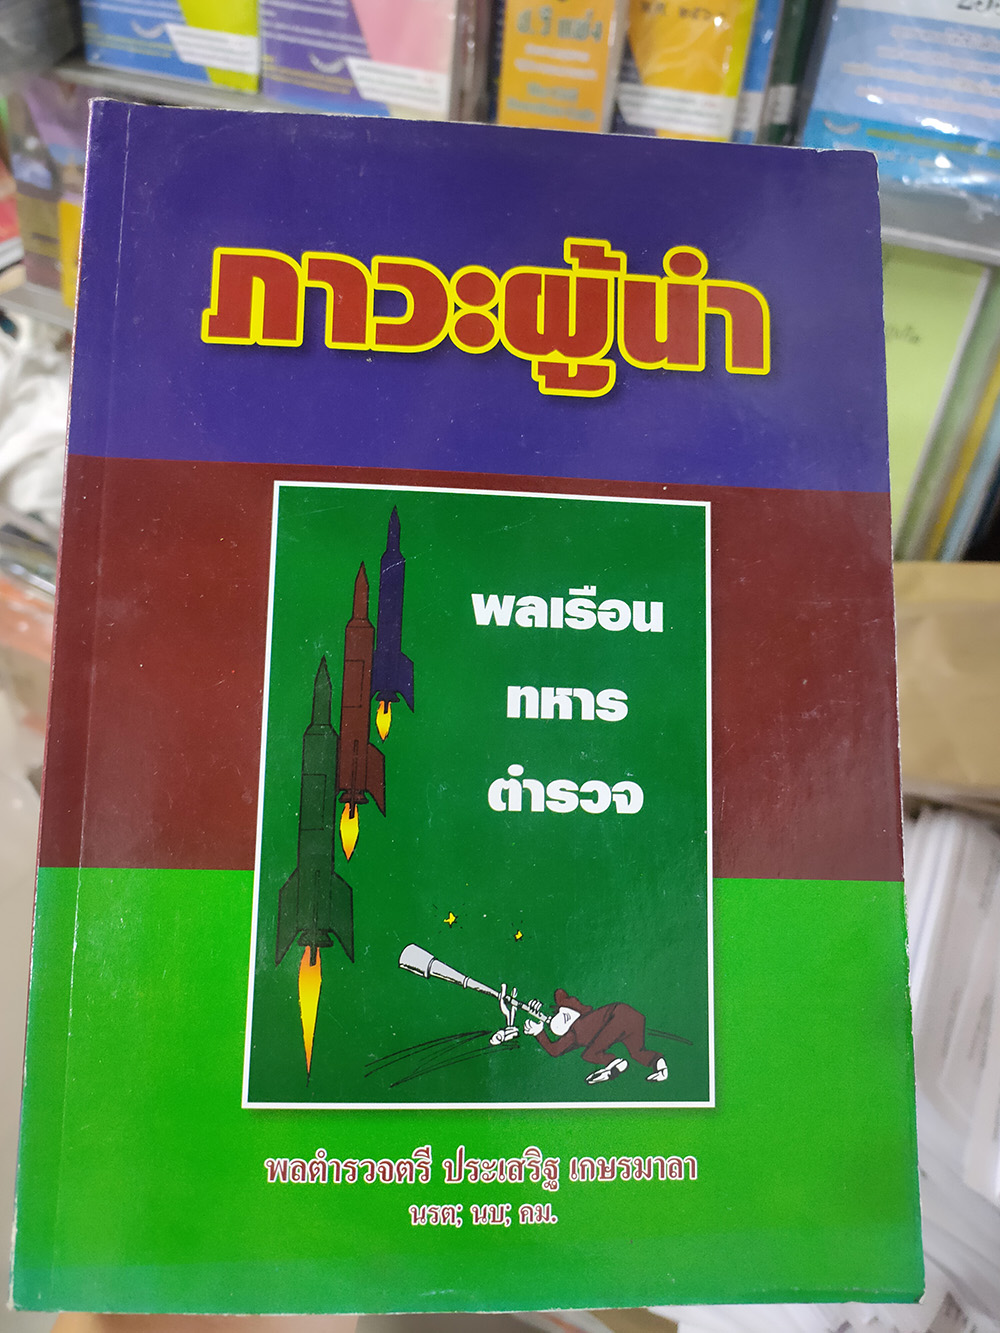 ภาวะผู้นำ
พลเรือน
ทหาร
ตำรวจ
พลตำรวจตรี ประเสริฐ เกษรมาลา
นรต; นบ; คม.